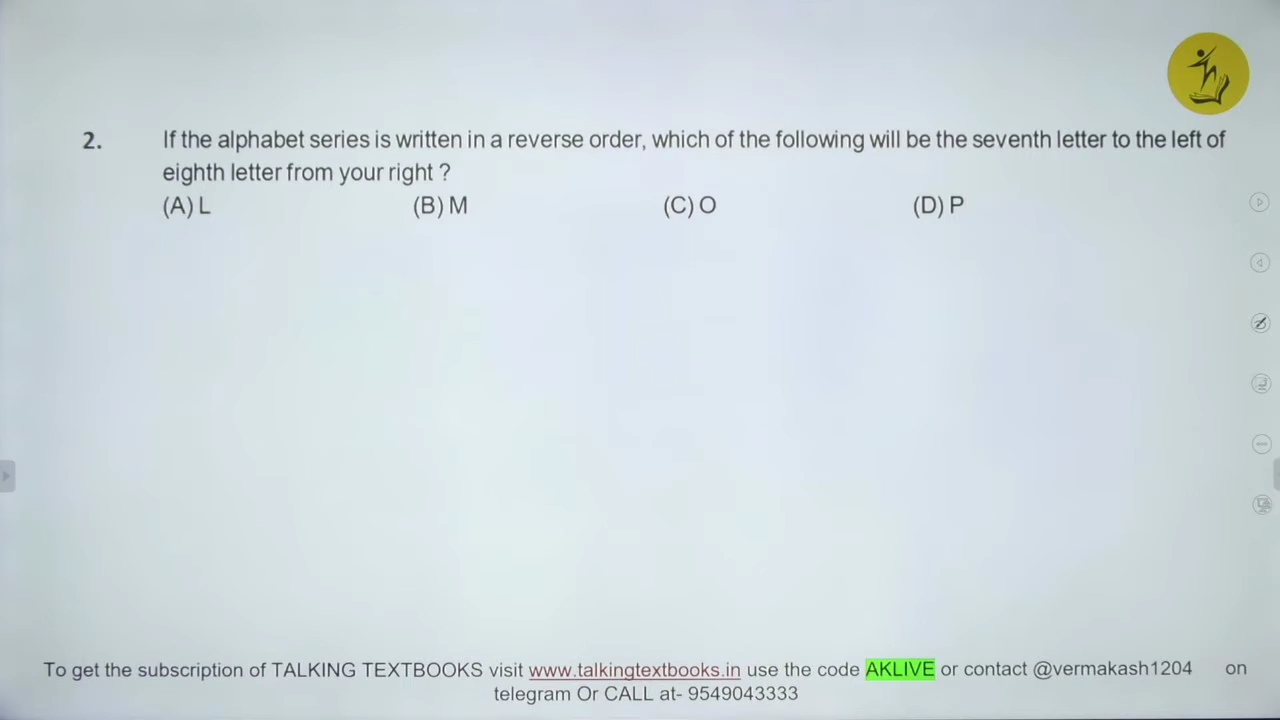 2. If the alphabet series is written in a reverse order, which of the following will be the seventh letter to the left of
eighth letter from your right ?
(A) L (B) M (C) O (D) P
To get the subscription of TALKING TEXTBOOKS visit www.talkingtextbooks.in use the code AKLIVE or contact @vermakash1204 on
telegram Or CALL at- 9549043333